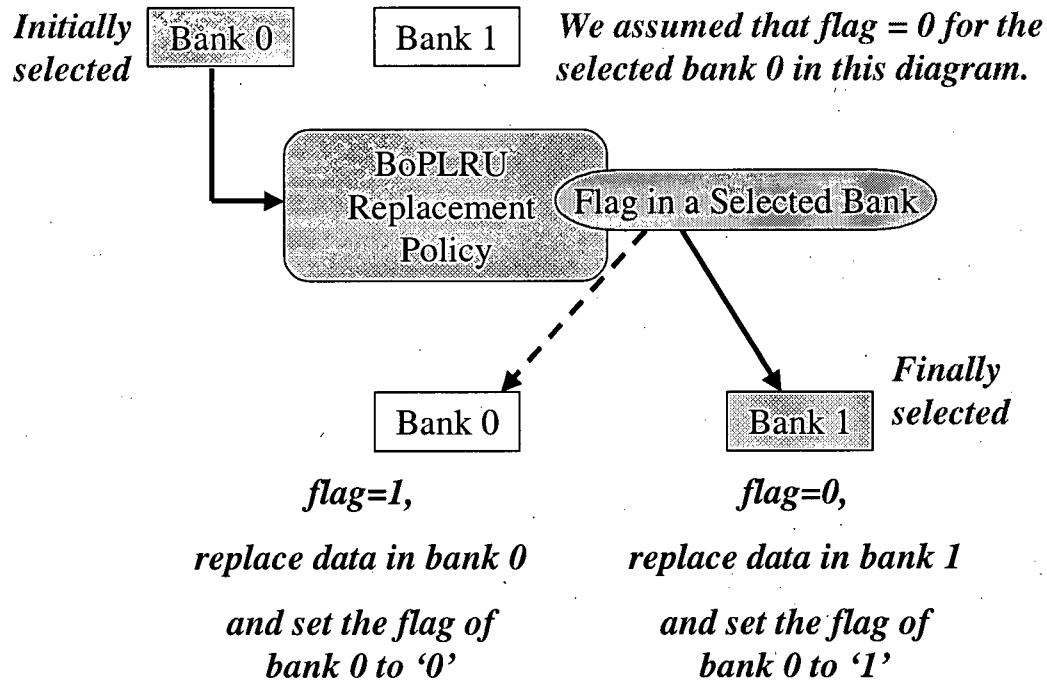 Initially
selected
Bank 0
Bank 1
We assumed that flag = 0 for the
selected bank 0 in this diagram.
BoPLRU
Replacement
Policy
Flag in a Selected Bank
Bank 0
Bank 1
Finally
selected
flag=1,
replace data in bank 0
and set the flag of
bank 0 to ‘0’
flag=0,
replace data in bank 1
and set the flag of
bank 0 to ‘1’